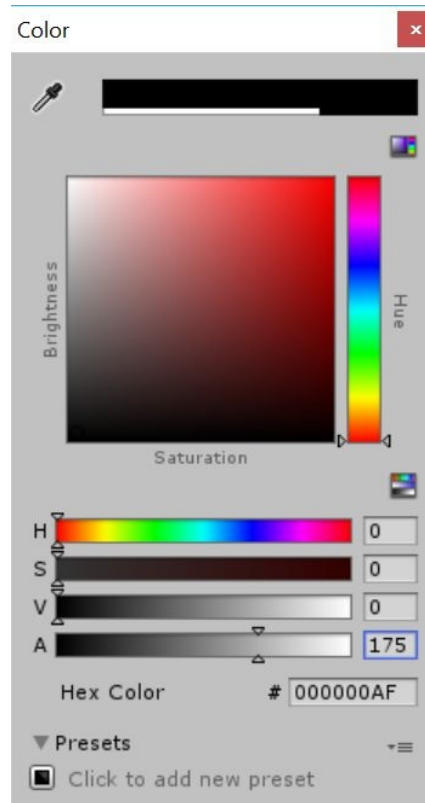 Color
Brightness
Hue
Saturation
H 0
S 0
V 0
A 175
Hex Color # 000000AF
Presets
Click to add new preset